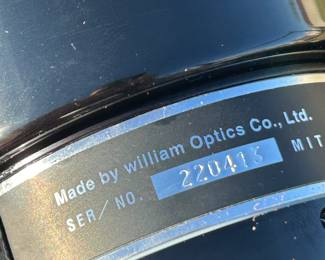 Made by William Optics Co., Ltd.
SER/NO. 220413 MIT